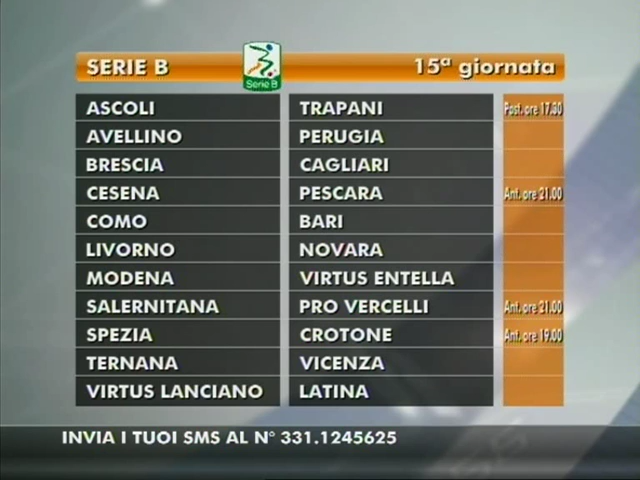 SERIE B
Serie B
15ª giornata
ASCOLI TRAPANI Post. ore 17.30
AVELLINO PERUGIA
BRESCIA CAGLIARI
CESENA PESCARA Ant. ore 21.00
COMO BARI
LIVORNO NOVARA
MODENA VIRTUS ENTELLA
SALERNITANA PRO VERCELLI Ant. ore 21.00
SPEZIA CROTONE Ant. ore 19.00
TERNANA VICENZA
VIRTUS LANCIANO LATINA
INVIA I TUOI SMS AL N° 331.1245625